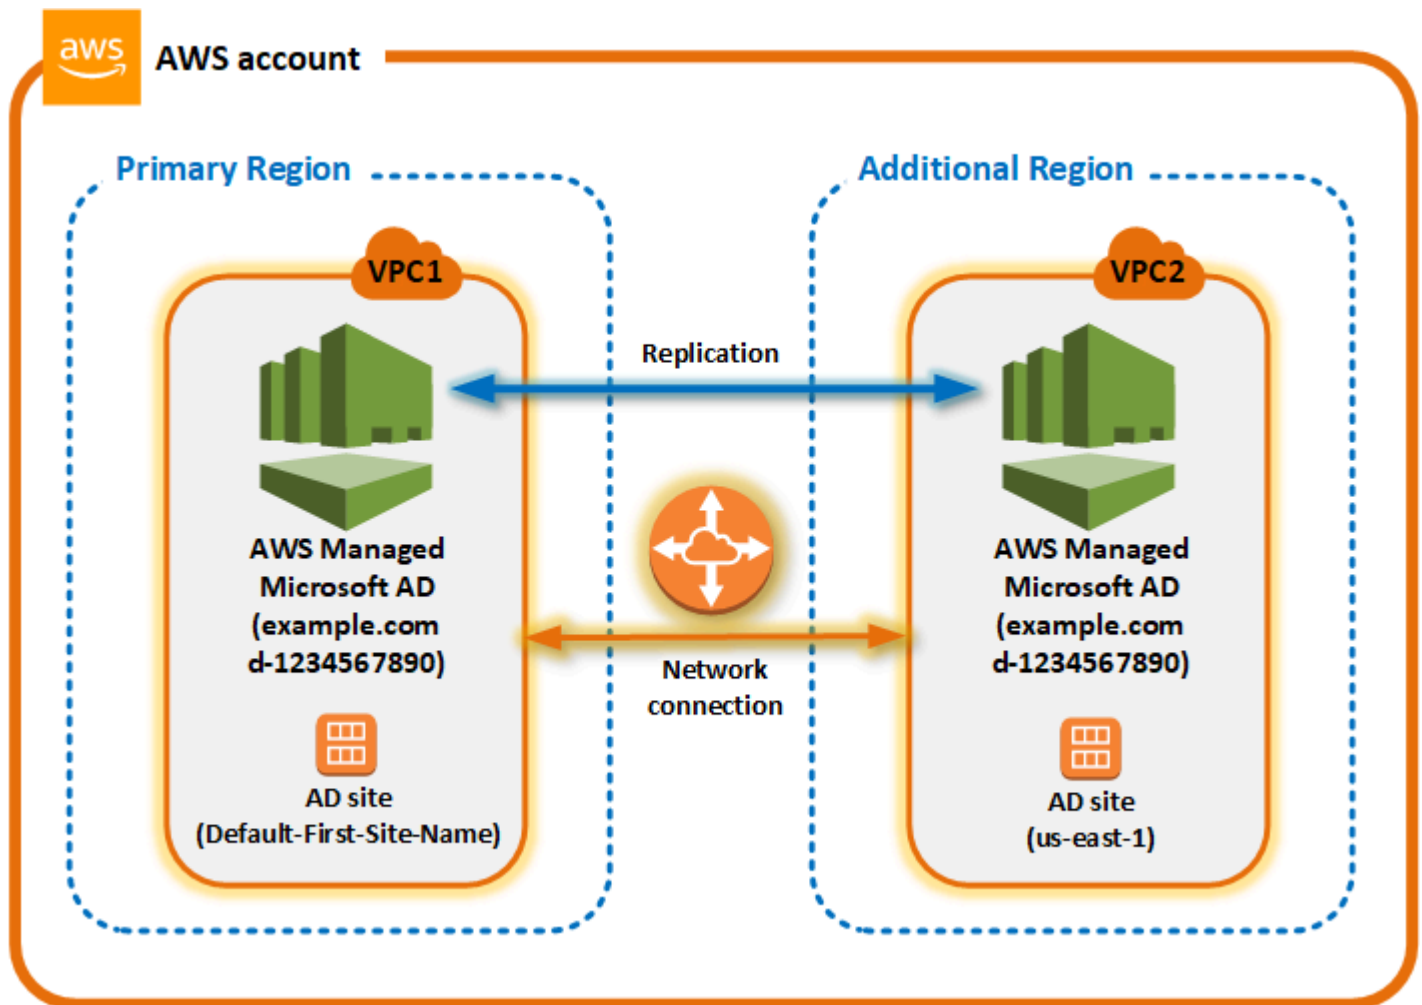 aws
AWS account
Primary Region
Additional Region
VPC1
VPC2
Replication
AWS Managed
Microsoft AD
(example.com
d-1234567890)
AWS Managed
Microsoft AD
(example.com
d-1234567890)
Network
connection
AD site
(Default-First-Site-Name)
AD site
(us-east-1)